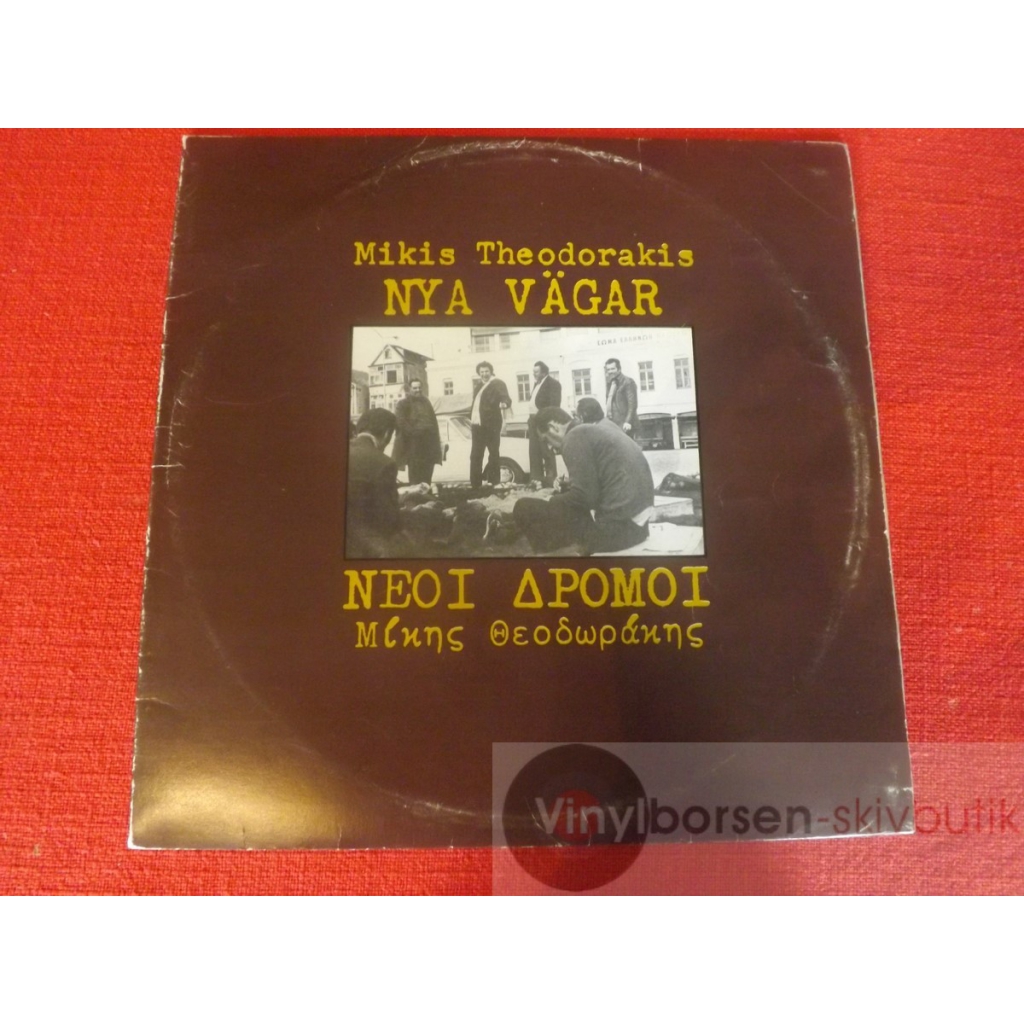 Mikis Theodorakis
NYA VÄGAR
ΝΕΟΙ ΔΡΟΜΟΙ
Μίκης Θεοδωράκης
Vinylborsen-skivbutik